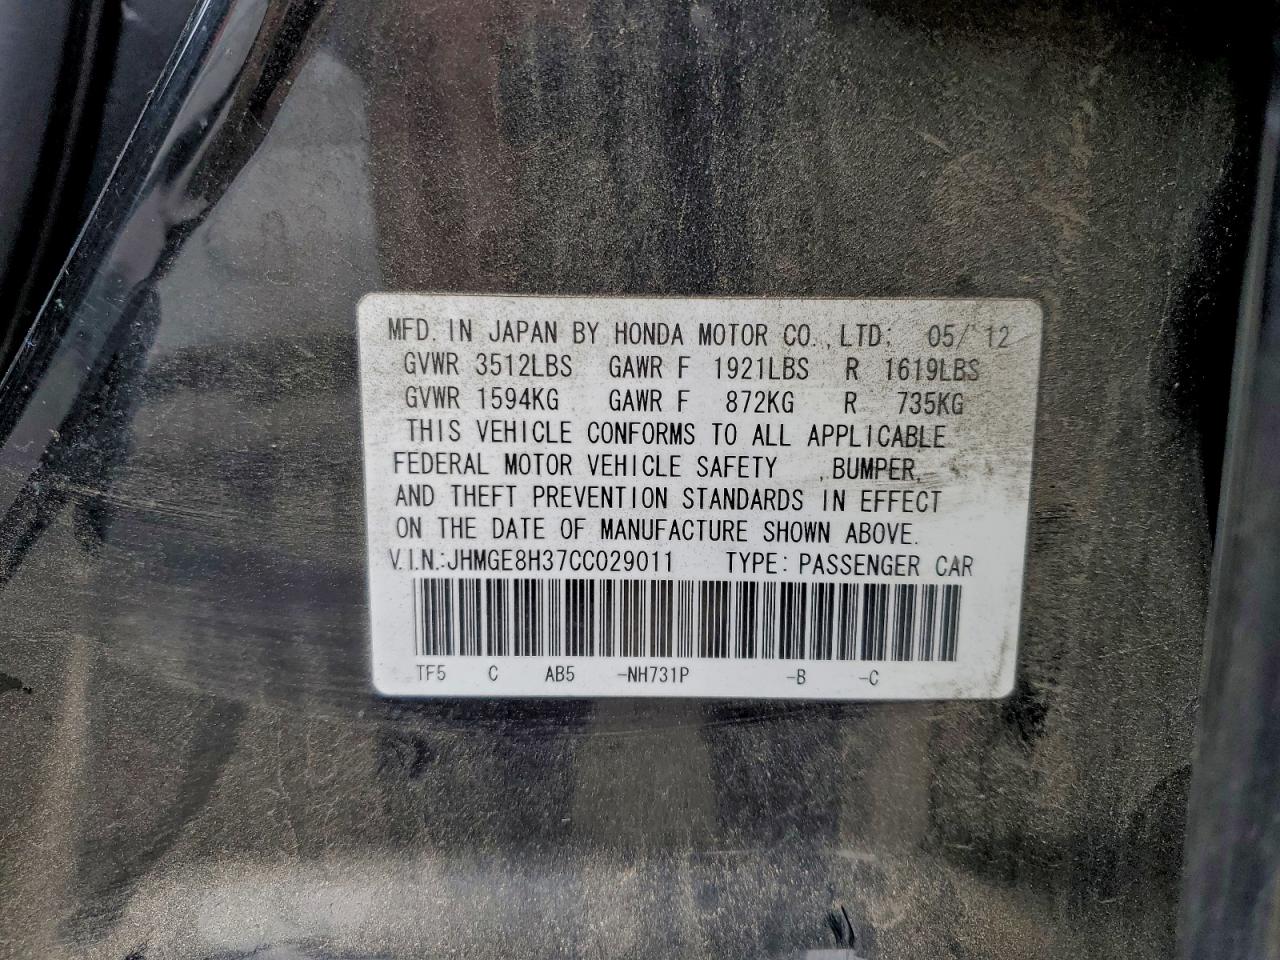 MFD. IN JAPAN BY HONDA MOTOR CO., LTD. 05/ 12
GVWR 3512LBS GAWR F 1921LBS R 1619LBS
GVWR 1594KG GAWR F 872KG R 735KG
THIS VEHICLE CONFORMS TO ALL APPLICABLE
FEDERAL MOTOR VEHICLE SAFETY ,BUMPER,
AND THEFT PREVENTION STANDARDS IN EFFECT
ON THE DATE OF MANUFACTURE SHOWN ABOVE.
V.I.N.:JHMGE8H37CC029011 TYPE: PASSENGER CAR
TF5 C AB5 -NH731P -B -C